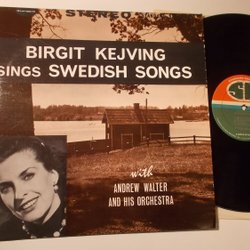 STEREO
BIRGIT KEJVING
SINGS SWEDISH SONGS
with
ANDREW WALTER
AND HIS ORCHESTRA